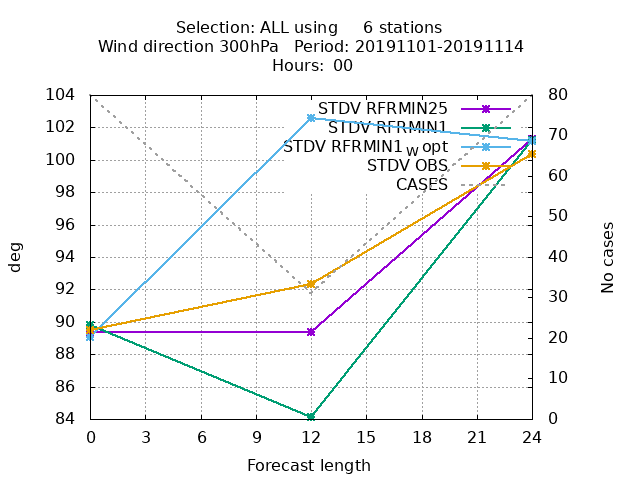 Selection: ALL using     6 stations
Wind direction 300hPa   Period: 20191101-20191114
Hours:  00
104 80
STDV RFRMIN25
102 70
STDV RFRMIN1
STDV RFRMIN1 w opt
100 60
STDV OBS
CASES
98
96 50
94 40
92 30
90 20
88
86 10
84 0
deg
No cases
0 3 6 9 12 15 18 21 24
Forecast length